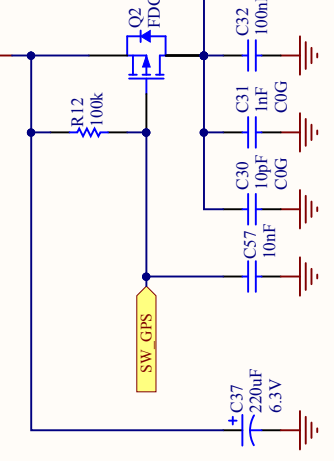 Q2
FDC
C32
100n
R12
100k
C31
1nF
C0G
C30
10pF
C0G
C57
10nF
SW_GPS
+
C37
220uF
6.3V